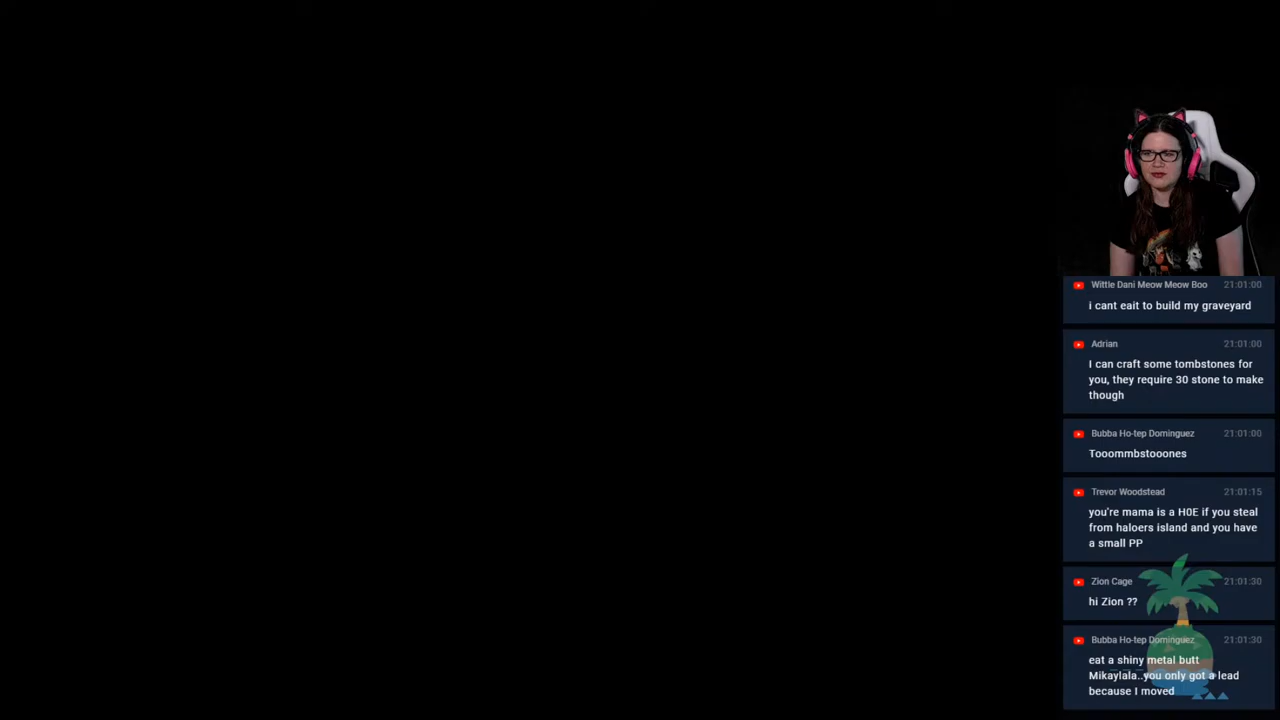 Wittie Dani Meow Meow Boo 21:01:00
i cant eait to build my graveyard
Adrian 21:01:00
I can craft some tombstones for
you, they require 30 stone to make
though
Bubba Ho-tep Dominguez 21:01:00
Tooommbstooones
Trevor Woodstead 21:01:15
you're mama is a H0E if you steal
from haloers island and you have
a small PP
Zion Cage 21:01:30
hi Zion ??
Bubba Ho-tep Dominguez 21:01:30
eat a shiny metal butt
Mikaylala..you only got a lead
because I moved